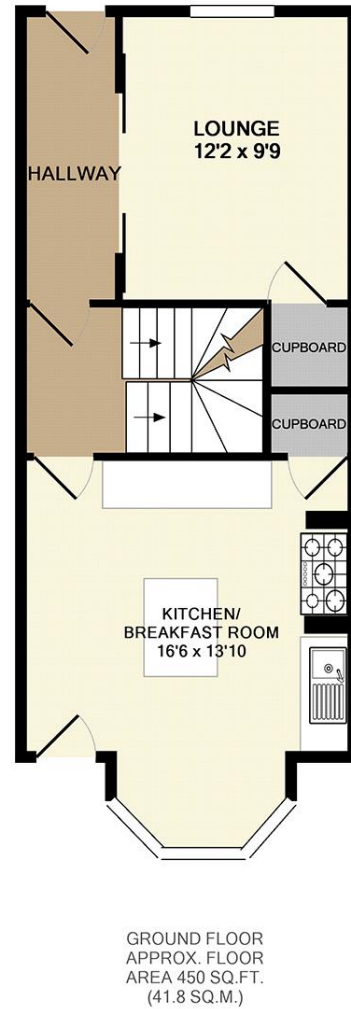 LOUNGE
12'2 x 9'9
HALLWAY
CUPBOARD
CUPBOARD
KITCHEN/
BREAKFAST ROOM
16'6 x 13'10
GROUND FLOOR
APPROX. FLOOR
AREA 450 SQ.FT.
(41.8 SQ.M.)